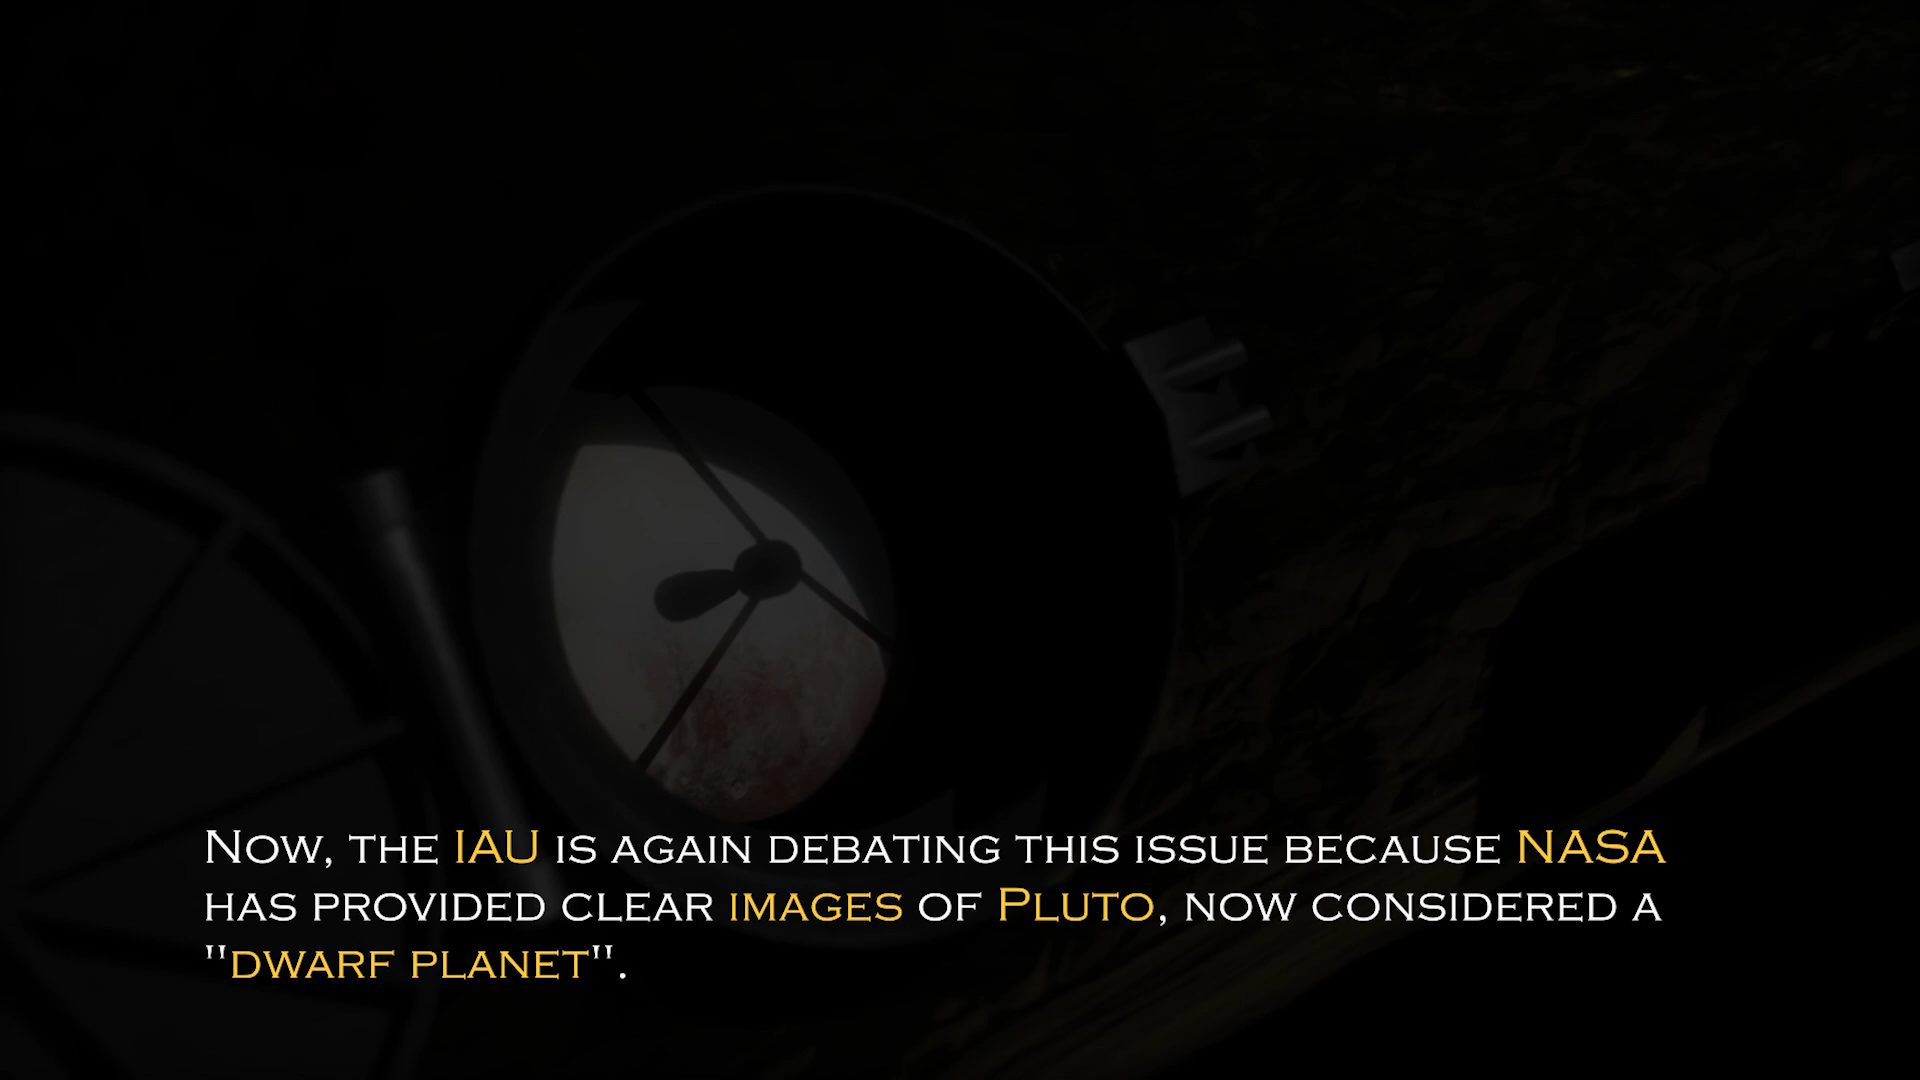 Now, the IAU is again debating this issue because NASA
has provided clear images of Pluto, now considered a
"dwarf planet".